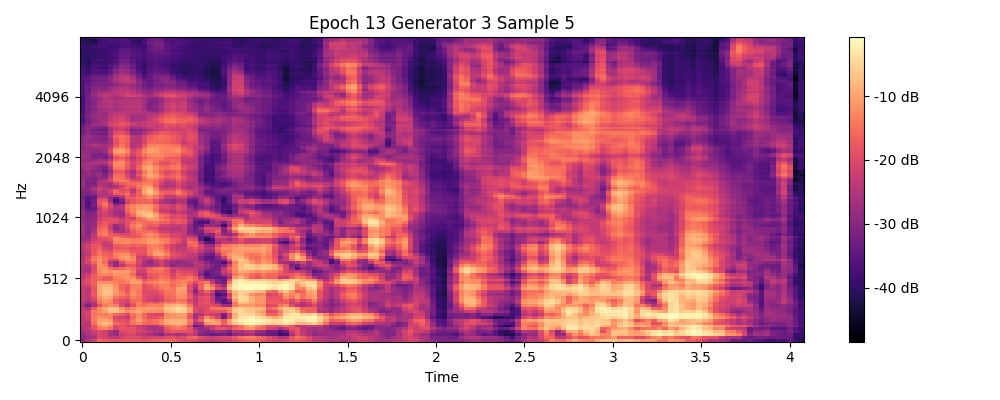 Epoch 13 Generator 3 Sample 5
Hz
4096
2048
1024
512
0
0 0.5 1 1.5 2 2.5 3 3.5 4
Time
-10 dB
-20 dB
-30 dB
-40 dB